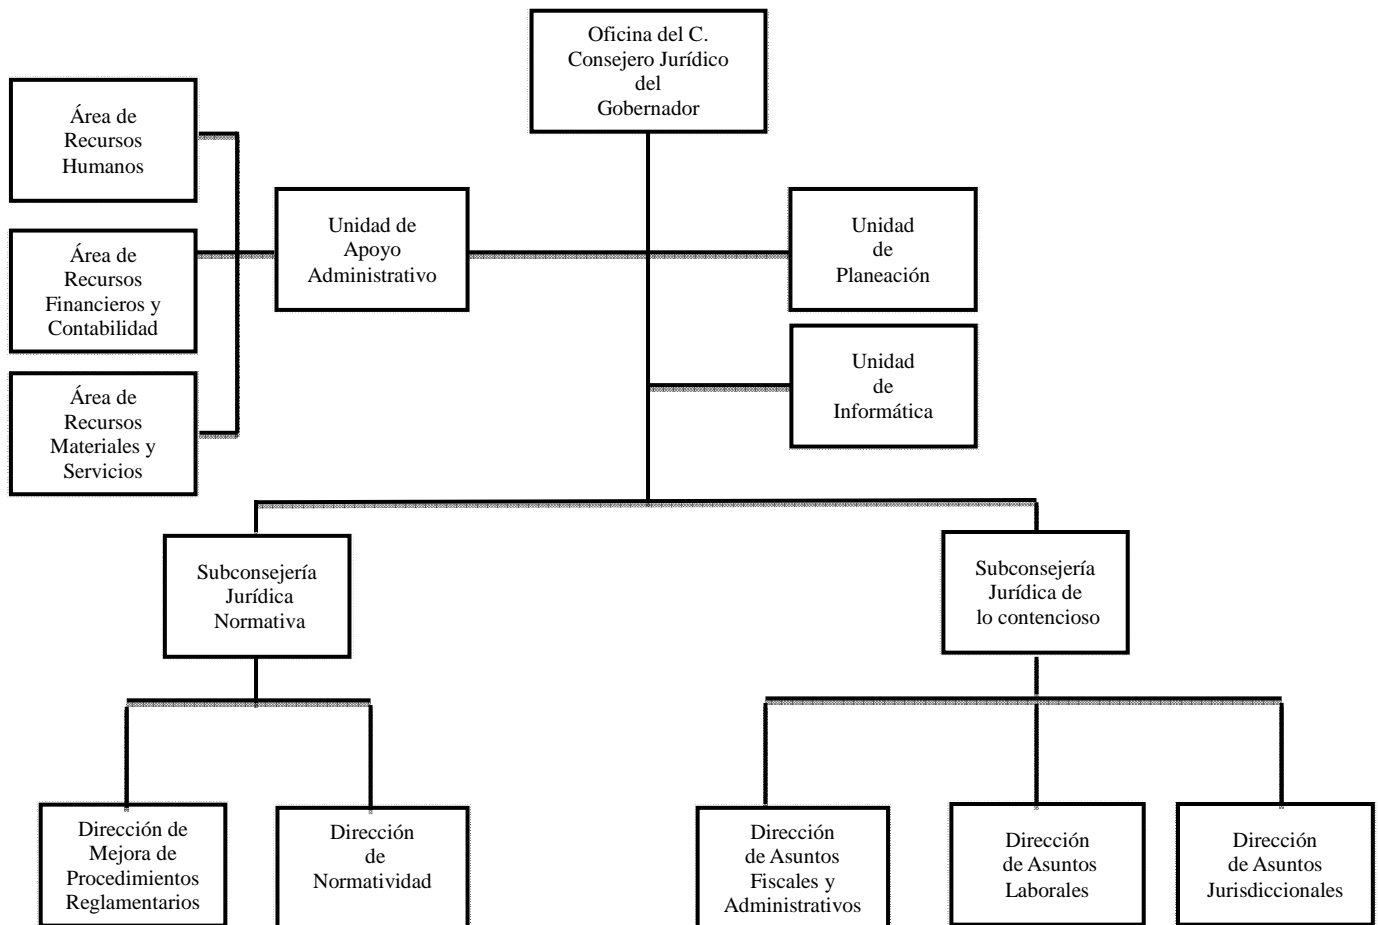 Oficina del C.
Consejero Jurídico
del
Gobernador
Área de
Recursos
Humanos
Unidad de
Apoyo
Administrativo
Unidad
de
Planeación
Área de
Recursos
Financieros y
Contabilidad
Unidad
de
Informática
Área de
Recursos
Materiales y
Servicios
Subconsejería
Jurídica
Normativa
Subconsejería
Jurídica de
lo contencioso
Dirección de
Mejora de
Procedimientos
Reglamentarios
Dirección
de
Normatividad
Dirección
de Asuntos
Fiscales y
Administrativos
Dirección
de Asuntos
Laborales
Dirección
de Asuntos
Jurisdiccionales